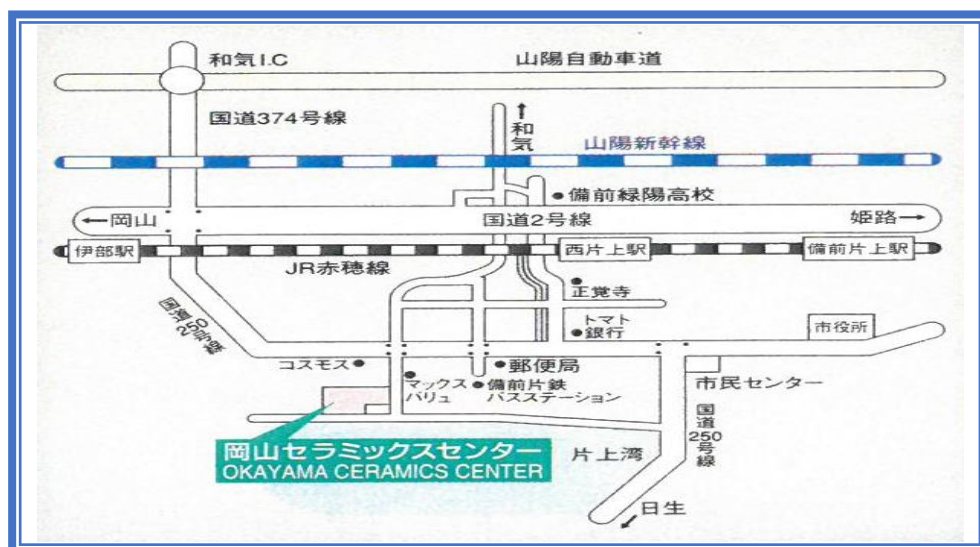 和気I.C
山陽自動車道
国道374号線
和気
山陽新幹線
備前緑陽高校
←岡山
国道2号線
姫路→
伊部駅
西片上駅
備前片上駅
JR赤穂線
国道
250号線
正覚寺
トマト
銀行
市役所
コスモス
郵便局
マックス
バリュ
備前片鉄
バスステーション
市民センター
国道
250
号線
岡山セラミックスセンター
OKAYAMA CERAMICS CENTER
片上湾
日生